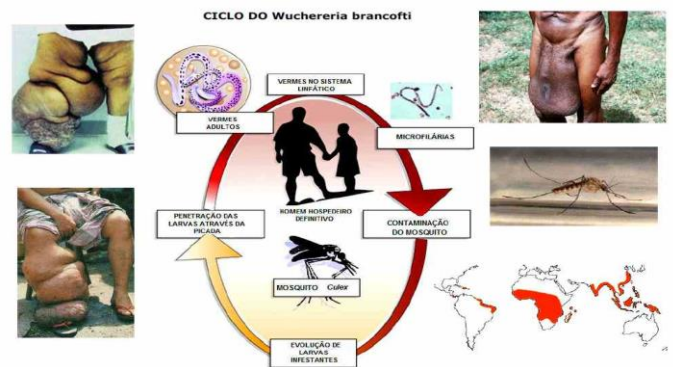 CICLO DO Wuchereria brancofti
VERMES NO SISTEMA
LINFÁTICO
VERMES
ADULTOS
MICROFILÁRIAS
PENETRAÇÃO DAS
LARVAS ATRAVÉS DA
PICADA
HOMEM HOSPEDEIRO
DEFINITIVO
CONTAMINAÇÃO
DO MOSQUITO
MOSQUITO Culex
EVOLUÇÃO DE
LARVAS
INFESTANTES